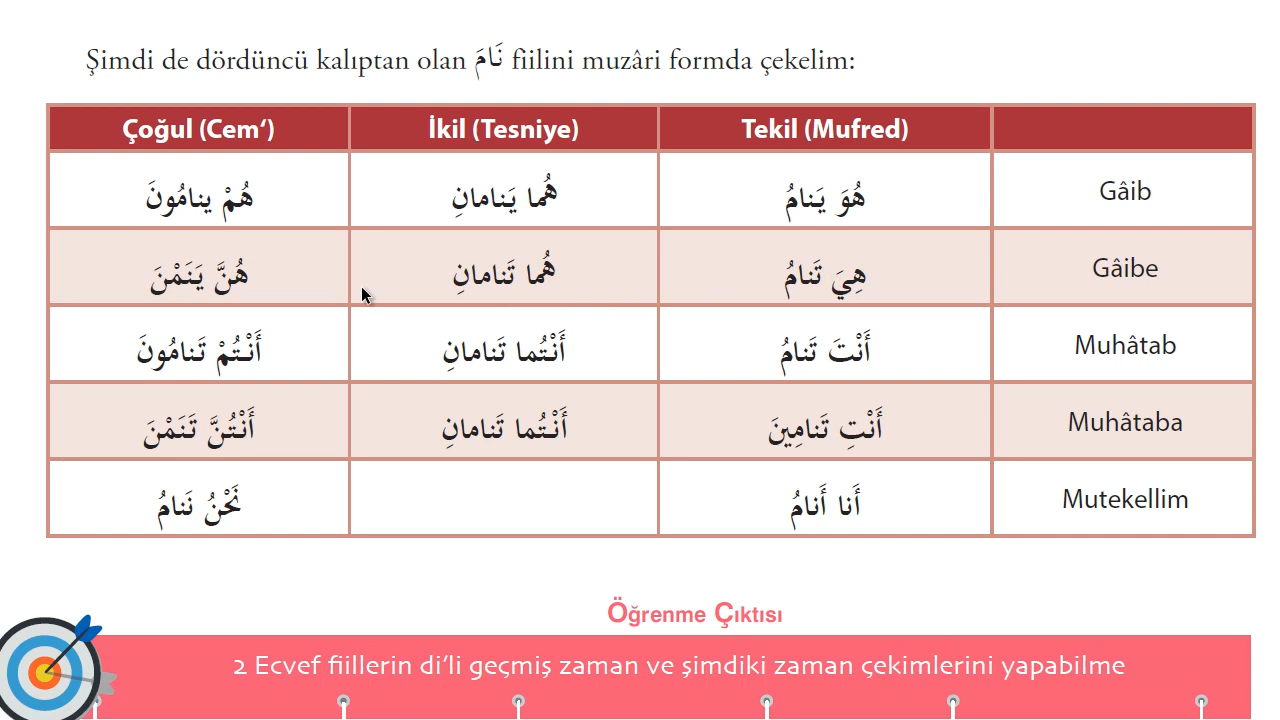 Şimdi de dördüncü kalıptan olan نَامَ fiilini muzâri formda çekelim:
Çoğul (Cem‘) İkil (Tesniye) Tekil (Mufred)
هُمْ ينامُونَ هُما يَنامانِ هُوَ يَنامُ Gâib
هُنَّ يَنَمْنَ هُما تَنامانِ هِيَ تَنامُ Gâibe
أَنْتُمْ تَنامُونَ أَنْتُما تَنامانِ أَنْتَ تَنامُ Muhâtab
أَنْتُنَّ تَنَمْنَ أَنْتُما تَنامانِ أَنْتِ تَنامِينَ Muhâtaba
نَحْنُ نَنامُ أَنا أَنامُ Mutekellim
Öğrenme Çıktısı
2 Ecvef fiillerin di’li geçmiş zaman ve şimdiki zaman çekimlerini yapabilme